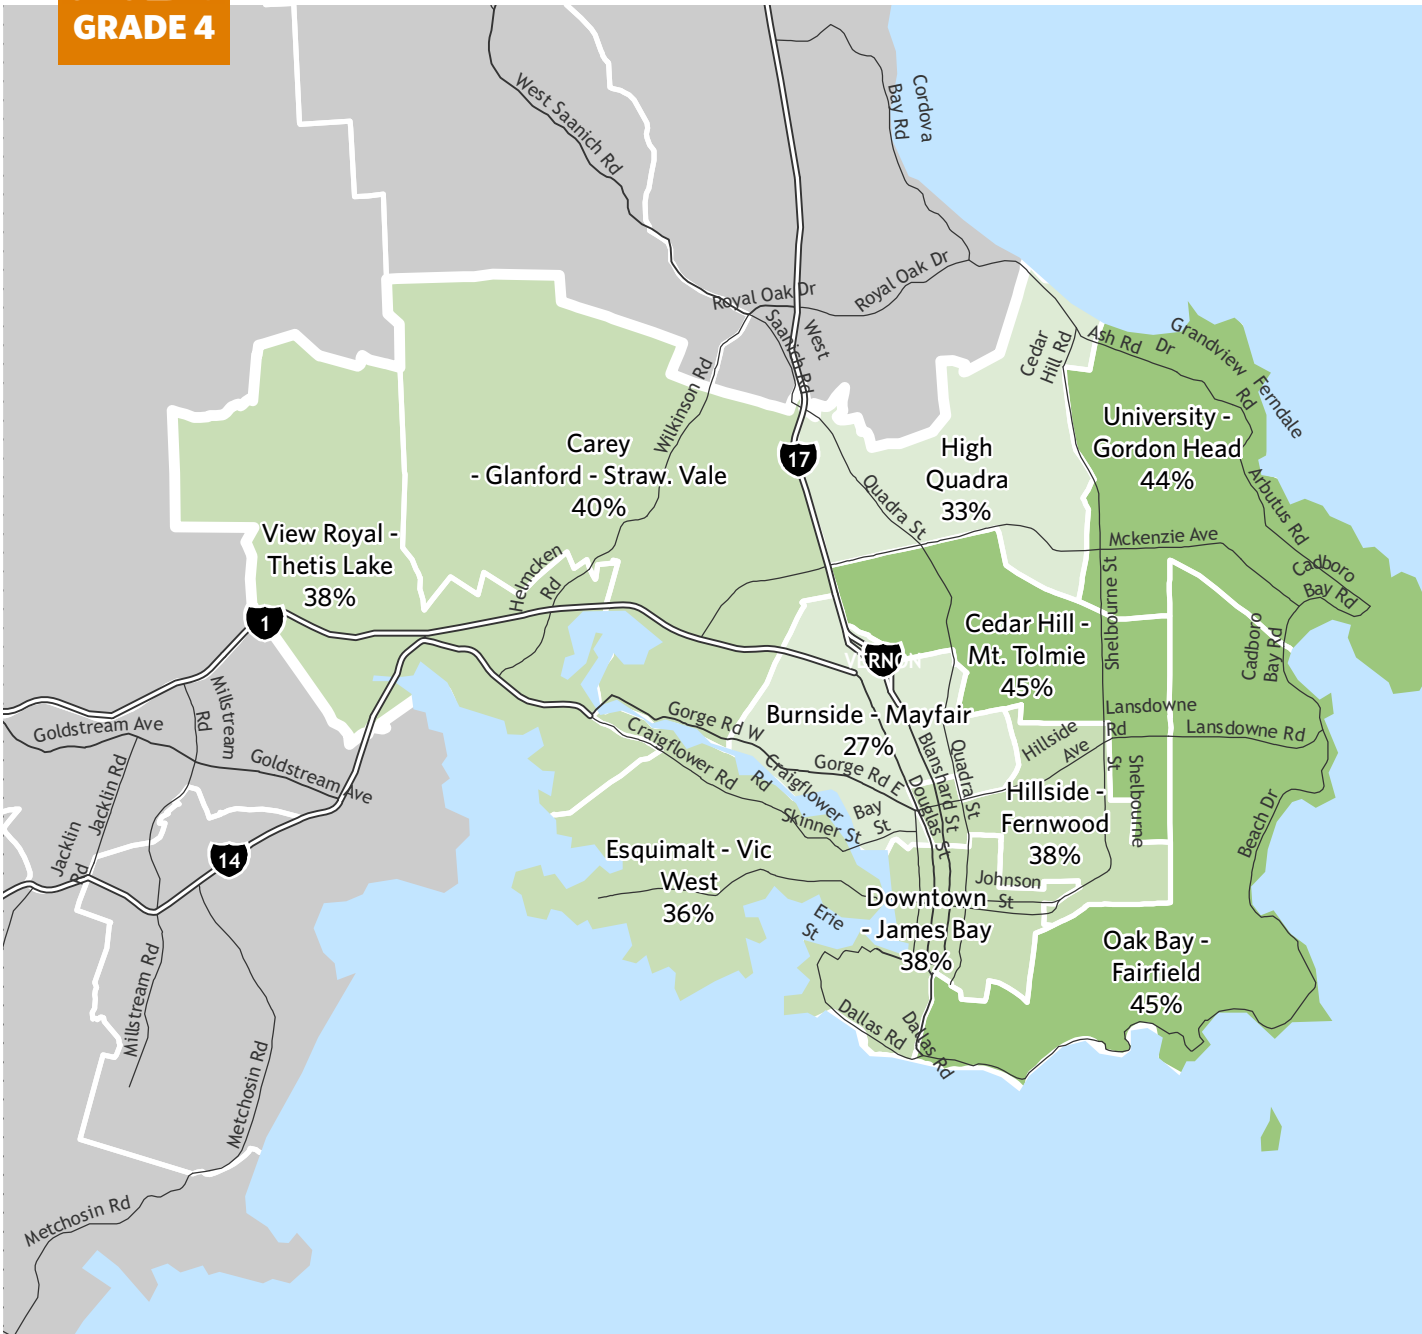 GRADE 4
West Saanich Rd
Cordova
Bay Rd
Royal Oak Dr
Royal Oak Dr
West
Saanich Rd
Wilkinson Rd
Cedar
Hill Rd
Ash Rd
Dr
Grandview
Rd
Ferndale
University -
Gordon Head
44%
Carey
- Glanford - Straw. Vale
40%
17
High
Quadra
33%
Quadra St
Arbutus Rd
View Royal -
Thetis Lake
38%
Helmcken
Rd
Mckenzie Ave
Cadboro
Bay Rd
1
Shelbourne St
Cedar Hill -
Mt. Tolmie
45%
Cadboro
Bay Rd
VERNON
Millstream
Rd
Goldstream Ave
Goldstream Ave
Jacklin Rd
Jacklin
Rd
Gorge Rd W
Burnside - Mayfair
27%
Lansdowne
Rd
Lansdowne Rd
Hillside
Ave
Craigflower Rd
Craigflower
Rd
Gorge Rd E
Blanshard St
Quadra St
Douglas St
Shelbourne
St
Bay
St
Skinner St
Hillside -
Fernwood
38%
Beach Dr
14
Esquimalt - Vic
West
36%
Johnson
St
Downtown
- James Bay
38%
Erie
St
Oak Bay -
Fairfield
45%
Dallas Rd
Dallas Rd
Millstream Rd
Metchosin Rd
Metchosin Rd